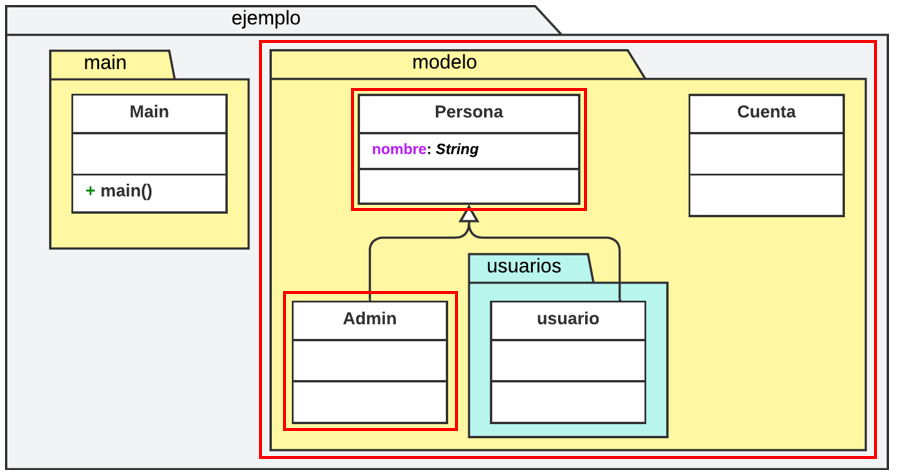 ejemplo
main
Main
+ main()
modelo
Persona
nombre: String
Cuenta
Admin
usuarios
usuario